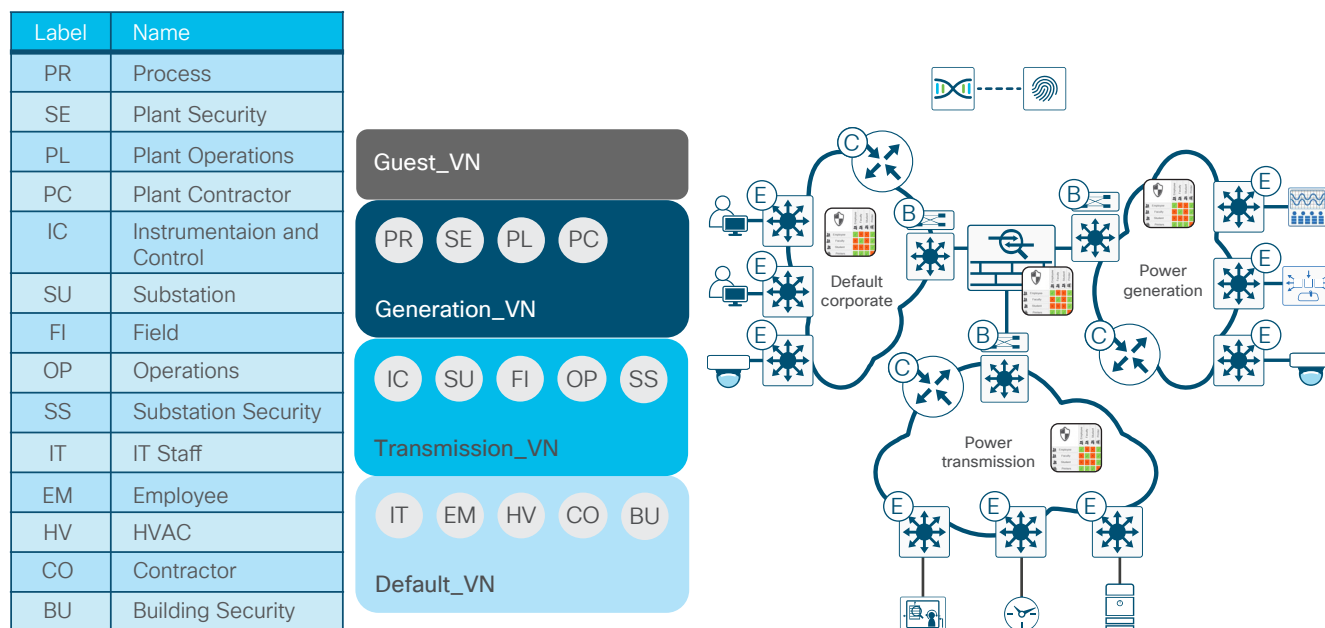 Label Name
PR Process
SE Plant Security
PL Plant Operations
PC Plant Contractor
IC Instrumentaion and
Control
SU Substation
FI Field
OP Operations
SS Substation Security
IT IT Staff
EM Employee
HV HVAC
CO Contractor
BU Building Security
Guest_VN
PR SE PL PC
Generation_VN
IC SU FI OP SS
Transmission_VN
IT EM HV CO BU
Default_VN
C
E
B
E
E
Default
corporate
B
E
E
E
C
Power
generation
B
C
Power
transmission
E
E
E